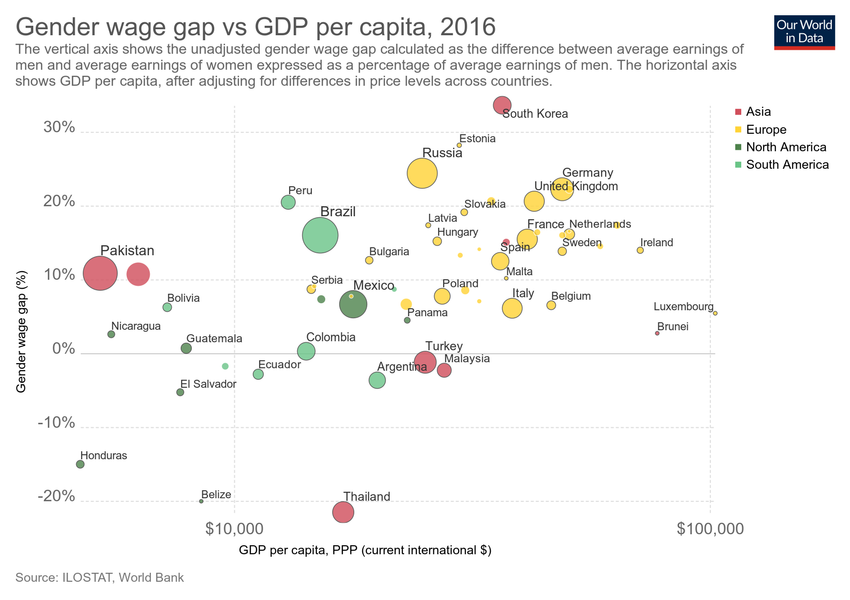 Gender wage gap vs GDP per capita, 2016
Our World
in Data
The vertical axis shows the unadjusted gender wage gap calculated as the difference between average earnings of
men and average earnings of women expressed as a percentage of average earnings of men. The horizontal axis
shows GDP per capita, after adjusting for differences in price levels across countries.
Asia
Europe
North America
South America
Gender wage gap (%)
30%
20%
10%
0%
-10%
-20%
South Korea
Estonia
Russia
Germany
United Kingdom
Peru
Slovakia
Brazil
Latvia
France
Netherlands
Hungary
Spain
Sweden
Ireland
Pakistan
Bulgaria
Malta
Serbia
Mexico
Poland
Bolivia
Italy
Belgium
Luxembourg
Panama
Nicaragua
Brunei
Guatemala
Colombia
Turkey
Malaysia
Ecuador
Argentina
El Salvador
Honduras
Belize
Thailand
$10,000
$100,000
GDP per capita, PPP (current international $)
Source: ILOSTAT, World Bank